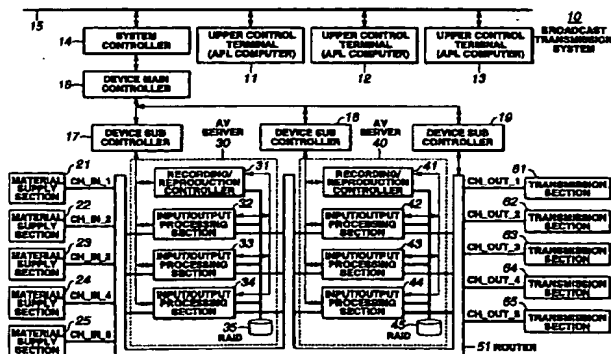 10
BROADCAST
TRANSMISSION
SYSTEM
15
14
SYSTEM
CONTROLLER
UPPER CONTROL
TERMINAL
(APL COMPUTER)
11
UPPER CONTROL
TERMINAL
(APL COMPUTER)
12
UPPER CONTROL
TERMINAL
(APL COMPUTER)
13
16
DEVICE MAIN
CONTROLLER
17
DEVICE SUB
CONTROLLER
AV
SERVER
30
18
DEVICE SUB
CONTROLLER
AV
SERVER
40
19
DEVICE SUB
CONTROLLER
21
MATERIAL
SUPPLY
SECTION
CH_IN_1
22
MATERIAL
SUPPLY
SECTION
CH_IN_2
23
MATERIAL
SUPPLY
SECTION
CH_IN_3
24
MATERIAL
SUPPLY
SECTION
CH_IN_4
25
MATERIAL
SUPPLY
SECTION
CH_IN_5
31
RECORDING/
REPRODUCTION
CONTROLLER
32
INPUT/OUTPUT
PROCESSING
SECTION
33
INPUT/OUTPUT
PROCESSING
SECTION
34
INPUT/OUTPUT
PROCESSING
SECTION
35
RAID
41
RECORDING/
REPRODUCTION
CONTROLLER
42
INPUT/OUTPUT
PROCESSING
SECTION
43
INPUT/OUTPUT
PROCESSING
SECTION
44
INPUT/OUTPUT
PROCESSING
SECTION
45
RAID
CH_OUT_1
61
TRANSMISSION
SECTION
CH_OUT_2
62
TRANSMISSION
SECTION
CH_OUT_3
63
TRANSMISSION
SECTION
CH_OUT_4
64
TRANSMISSION
SECTION
CH_OUT_5
65
TRANSMISSION
SECTION
51 ROUTER